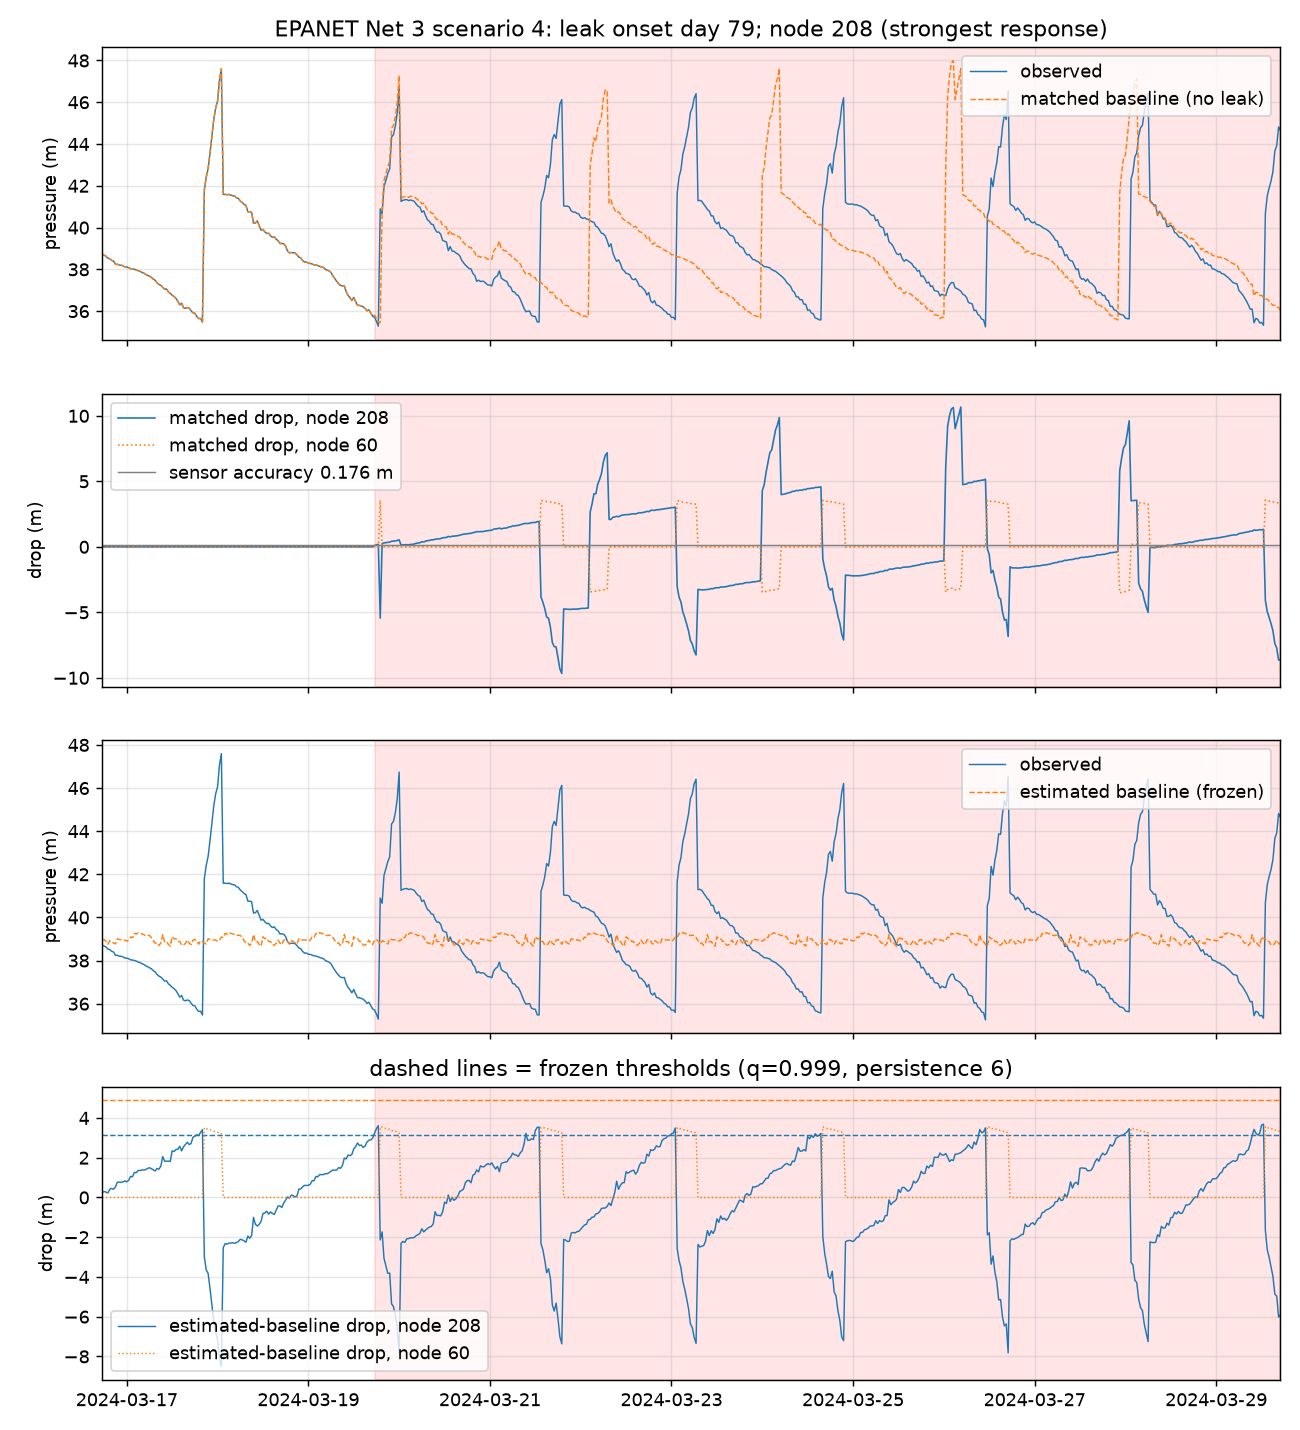 EPANET Net 3 scenario 4: leak onset day 79; node 208 (strongest response)
48
46
44
42
40
38
36
pressure (m)
observed
matched baseline (no leak)
10
5
0
−5
−10
drop (m)
matched drop, node 208
matched drop, node 60
sensor accuracy 0.176 m
48
46
44
42
40
38
36
pressure (m)
observed
estimated baseline (frozen)
dashed lines = frozen thresholds (q=0.999, persistence 6)
4
2
0
−2
−4
−6
−8
drop (m)
estimated-baseline drop, node 208
estimated-baseline drop, node 60
2024-03-17
2024-03-19
2024-03-21
2024-03-23
2024-03-25
2024-03-27
2024-03-29